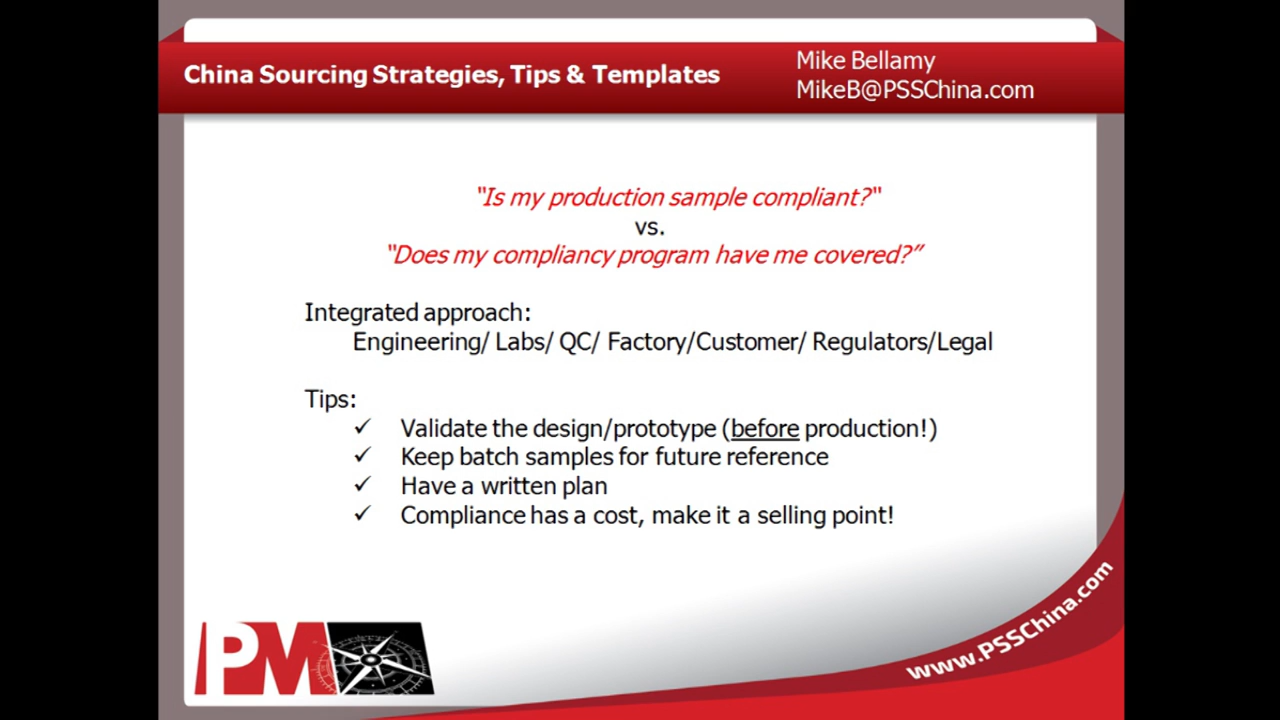 China Sourcing Strategies, Tips & Templates
Mike Bellamy
MikeB@PSSChina.com
"Is my production sample compliant?"
vs.
"Does my compliancy program have me covered?”
Integrated approach:
Engineering/ Labs/ QC/ Factory/Customer/ Regulators/Legal
Tips:
✓ Validate the design/prototype (before production!)
✓ Keep batch samples for future reference
✓ Have a written plan
✓ Compliance has a cost, make it a selling point!
PM
www.PSSChina.com